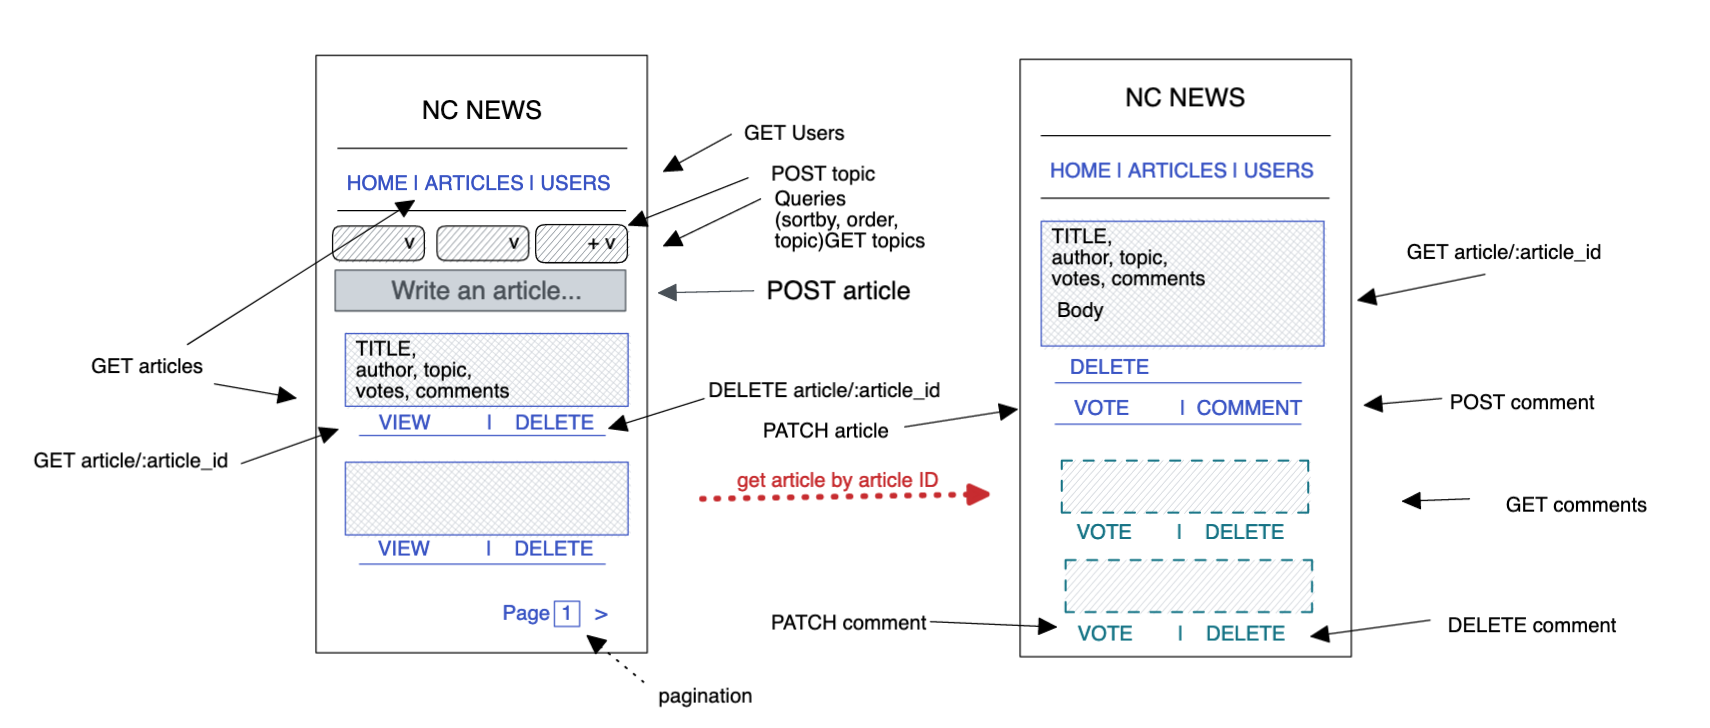 NC NEWS
HOME | ARTICLES | USERS
v
v
+ v
Write an article...
TITLE,
author, topic,
votes, comments
VIEW | DELETE
VIEW | DELETE
Page 1 >
GET articles
GET article/:article_id
GET Users
POST topic
Queries
(sortby, order,
topic)GET topics
POST article
DELETE article/:article_id
PATCH article
get article by article ID
PATCH comment
pagination
NC NEWS
HOME | ARTICLES | USERS
TITLE,
author, topic,
votes, comments
Body
DELETE
VOTE | COMMENT
VOTE | DELETE
VOTE | DELETE
GET article/:article_id
POST comment
GET comments
DELETE comment